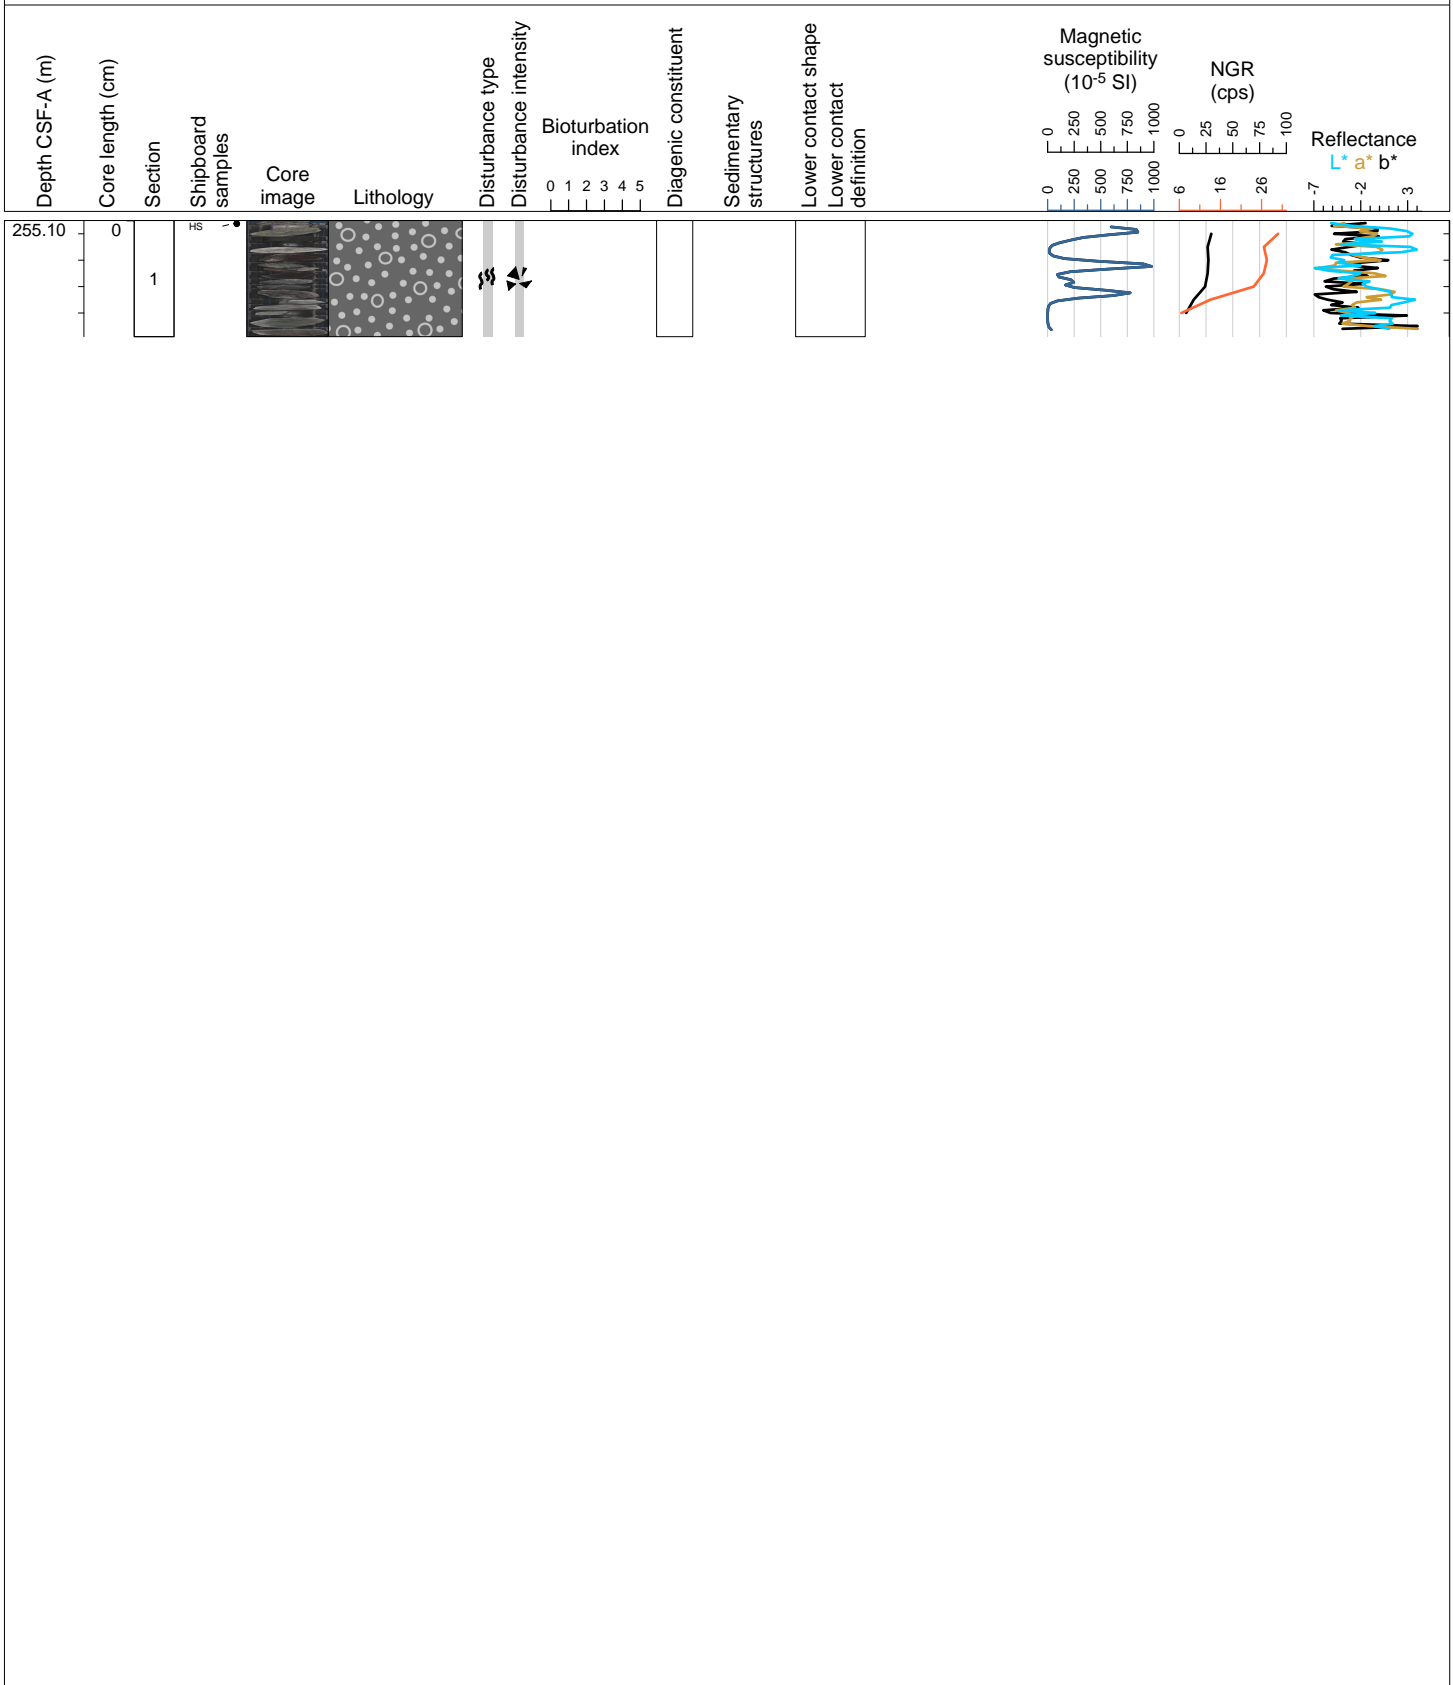 Depth CSF-A (m)
Core length (cm)
Section
Shipboard
samples
Core
image
Lithology
Disturbance type
Disturbance intensity
Bioturbation
index
0 1 2 3 4 5
Diagenic constituent
Sedimentary
structures
Lower contact shape
Lower contact
definition
Magnetic
susceptibility
(10-5 SI)
0 250 500 750 1000
0 250 500 750 1000
NGR
(cps)
0 25 50 75 100
6 16 26
Reflectance
L* a* b*
-7 -2 3
255.10
0
1
HS